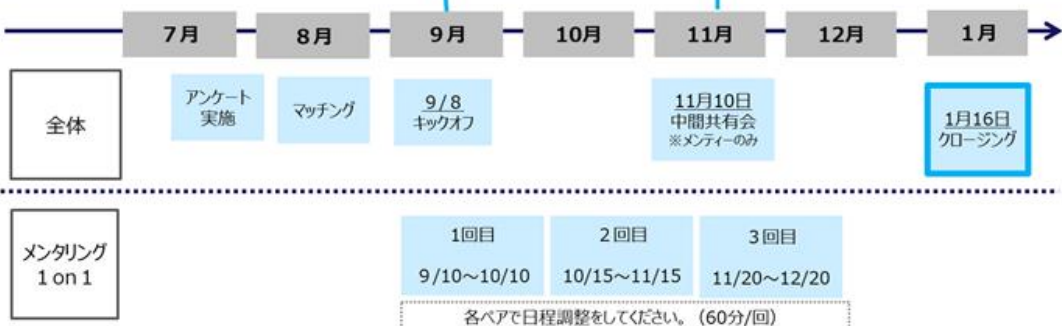 7月
8月
9月
10月
11月
12月
1月
全体
アンケート
実施
マッチング
9/8
キックオフ
11月10日
中間共有会
※メンティーのみ
1月16日
クロージング
メンタリング
1 on 1
1回目
9/10～10/10
2回目
10/15～11/15
3回目
11/20～12/20
各ペアで日程調整をしてください。（60分/回）